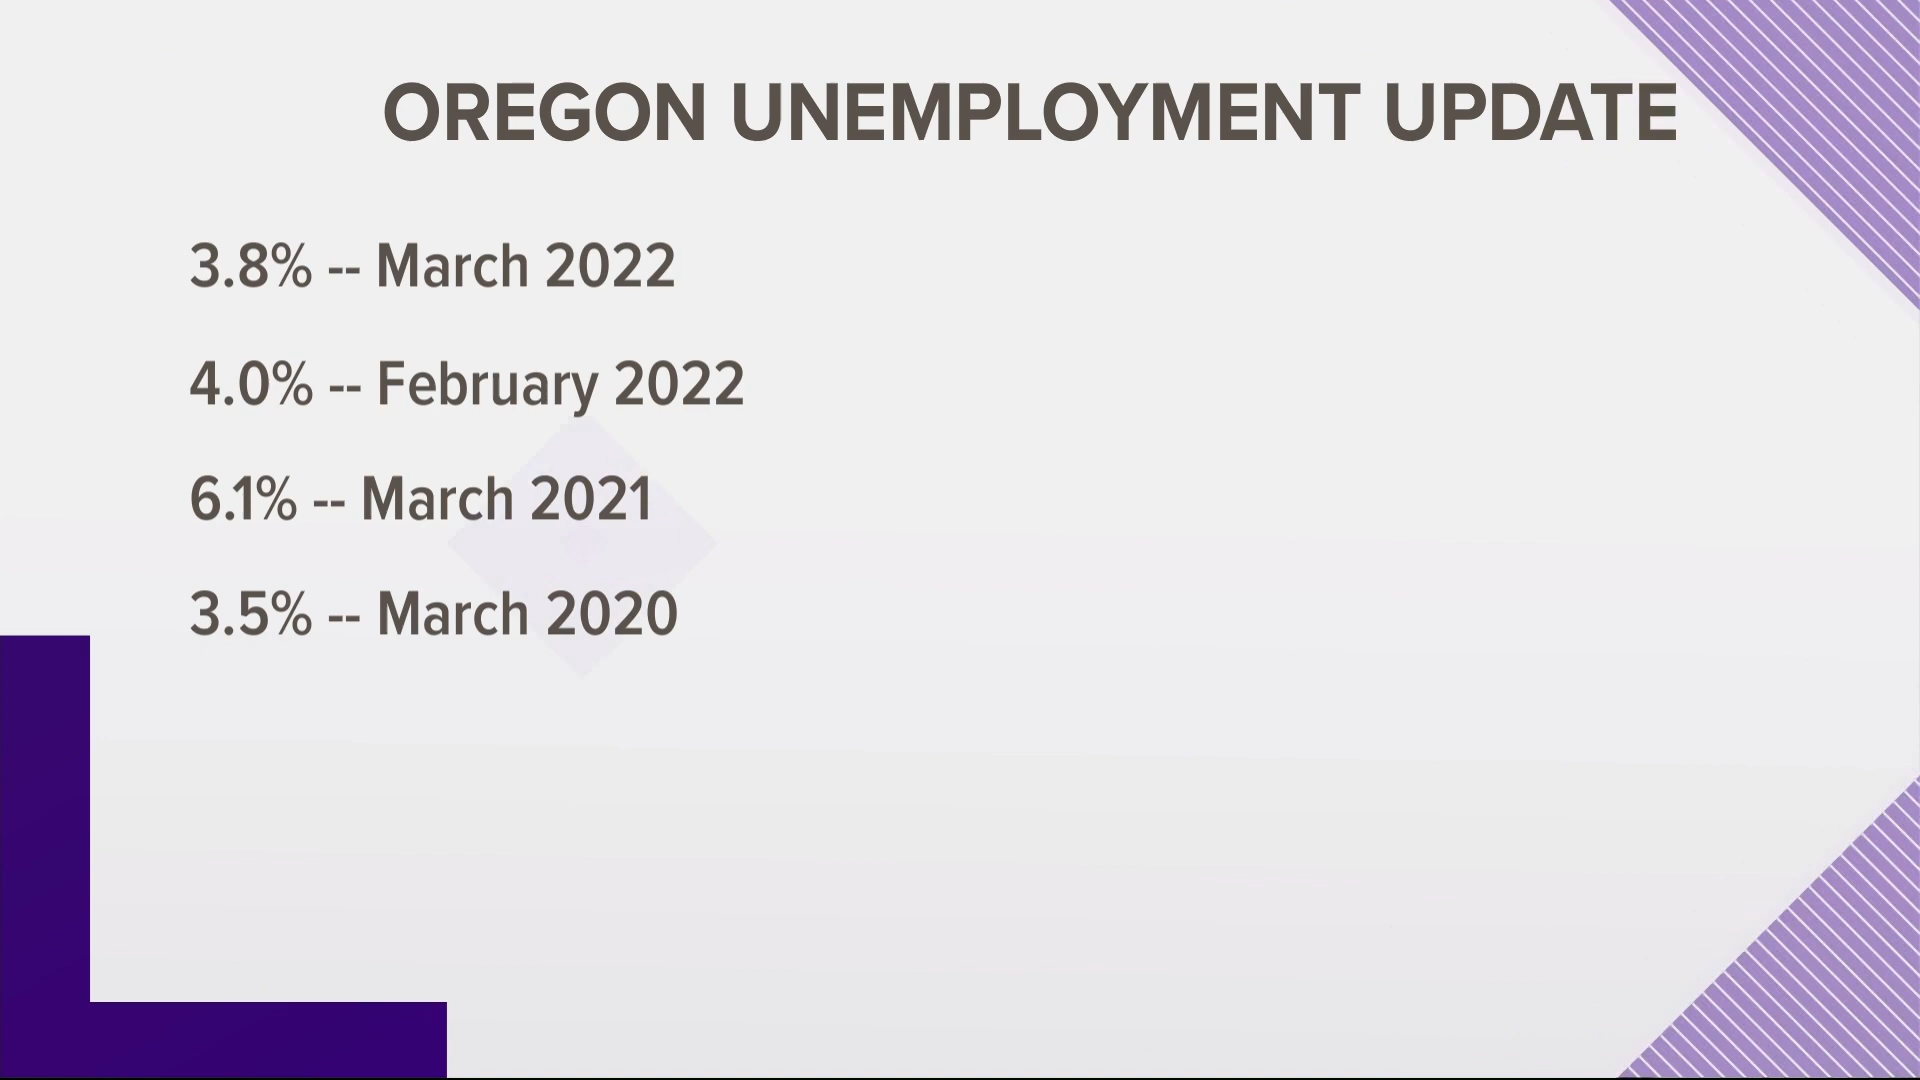 OREGON UNEMPLOYMENT UPDATE
3.8% -- March 2022
4.0% -- February 2022
6.1% -- March 2021
3.5% -- March 2020